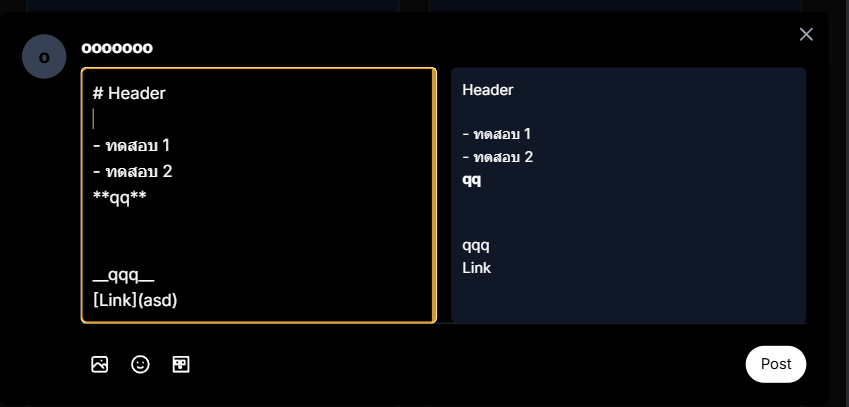 o
ooooooo
# Header
- ทดสอบ 1
- ทดสอบ 2
**qq**
__qqq__
[Link](asd)
Header
- ทดสอบ 1
- ทดสอบ 2
qq
qqq
Link
Post